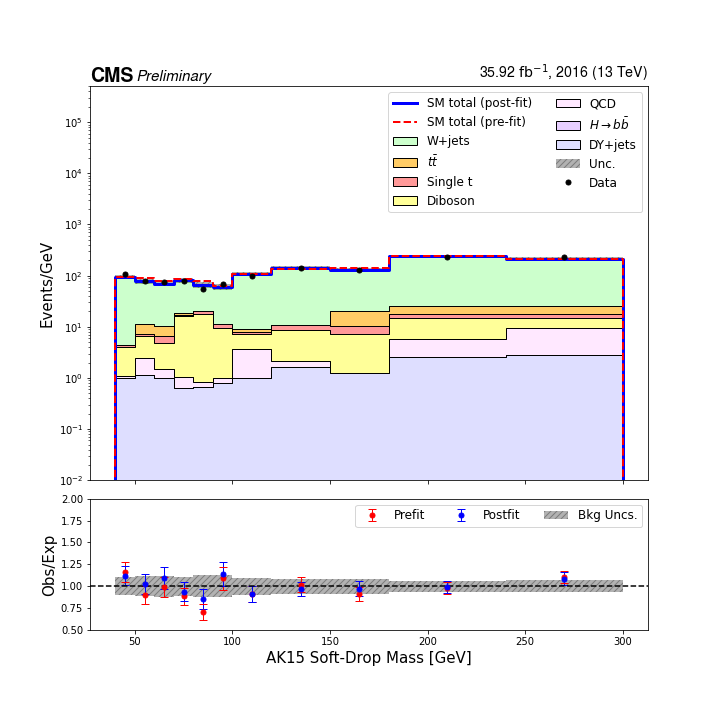 CMS Preliminary
35.92 fb⁻¹, 2016 (13 TeV)
Events/GeV
10⁵
10⁴
10³
10²
10¹
10⁰
10⁻¹
10⁻²
SM total (post-fit)
SM total (pre-fit)
W+jets
tt̄
Single t
Diboson
QCD
H→bb̄
DY+jets
Unc.
Data
Obs/Exp
2.00
1.75
1.50
1.25
1.00
0.75
0.50
Prefit
Postfit
Bkg Uncs.
50 100 150 200 250 300
AK15 Soft-Drop Mass [GeV]